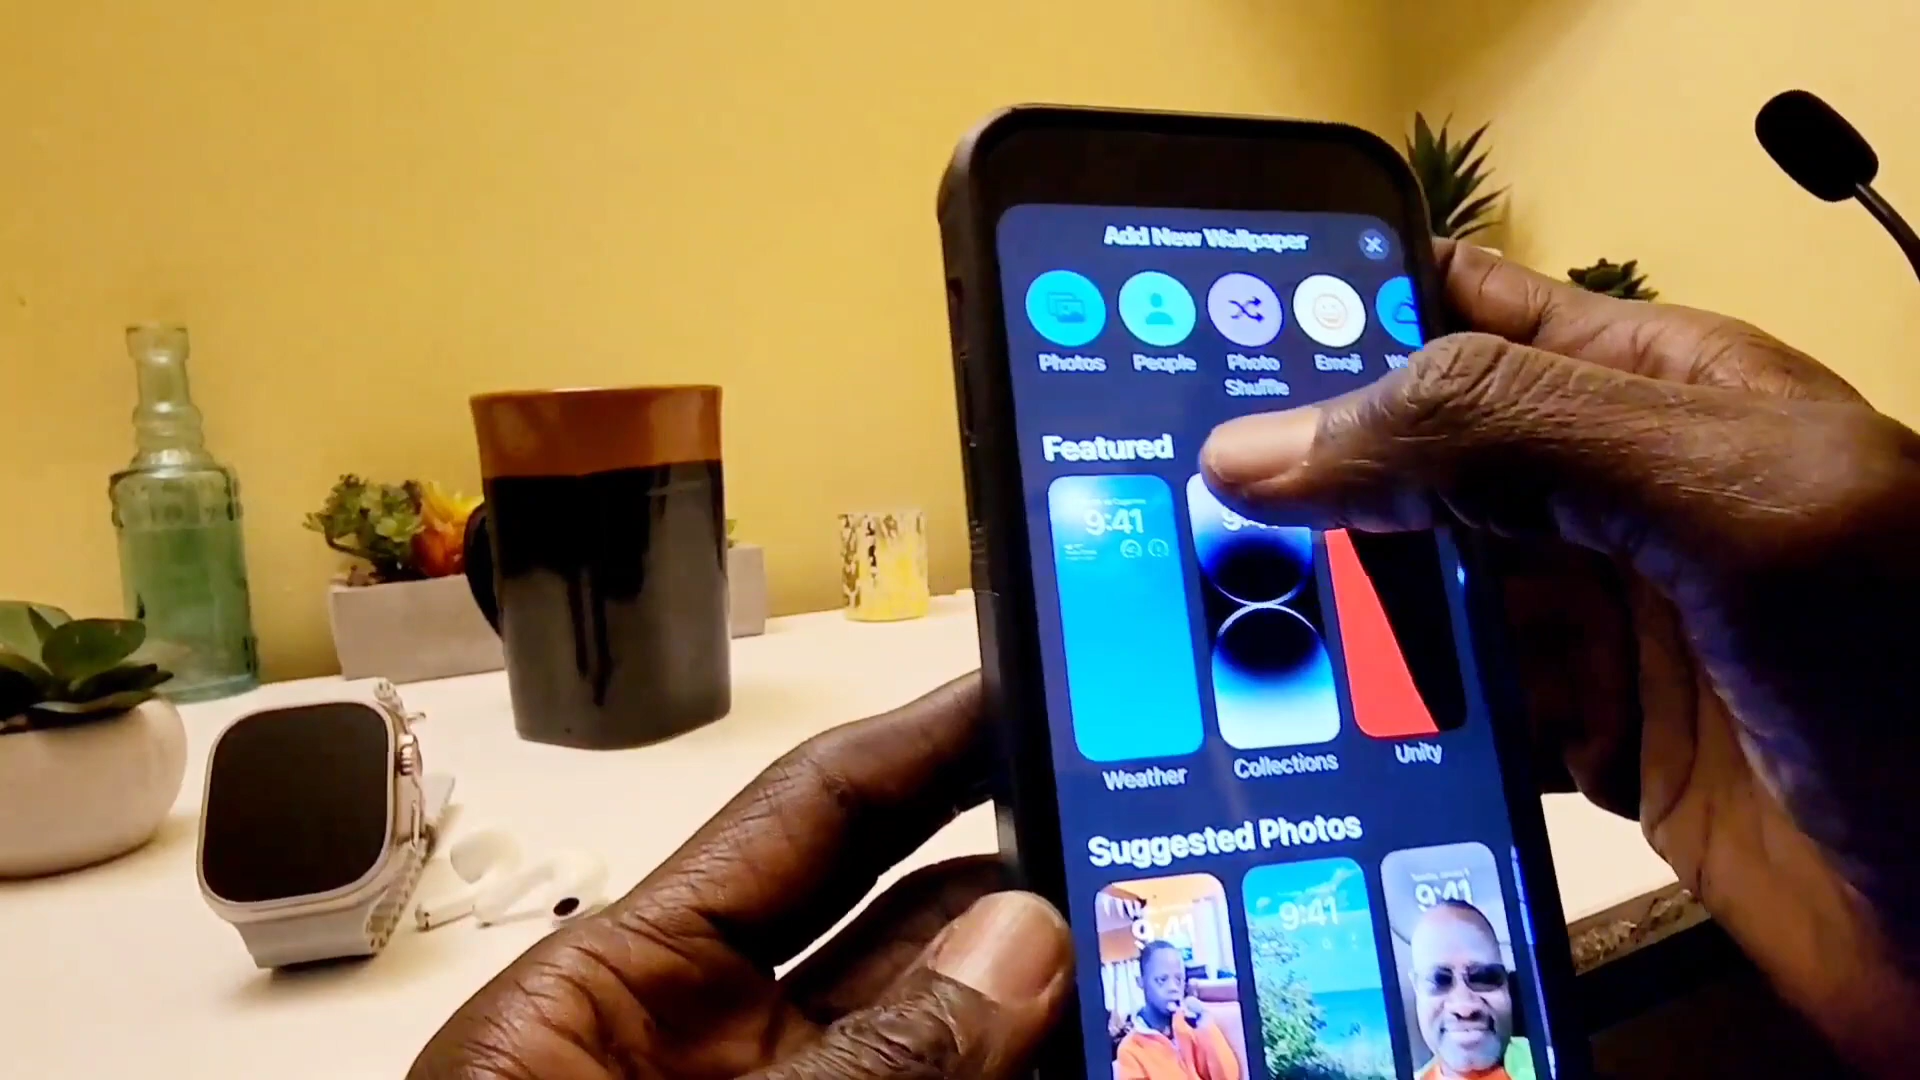 Add New Wallpaper
Photos
People
Photo
Shuffle
Emoji
Featured
9:41
Weather
Collections
Unity
Suggested Photos
9:41
9:41
9:41